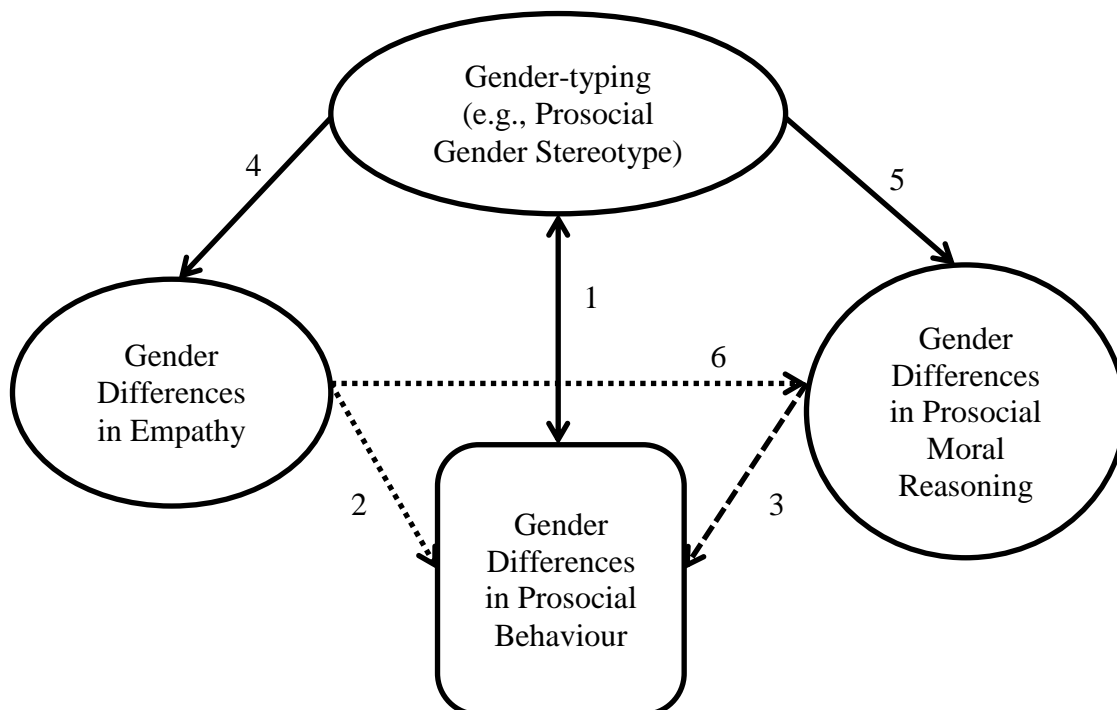 Gender-typing
(e.g., Prosocial
Gender Stereotype)
4
5
1
Gender
Differences
in Empathy
6
Gender
Differences
in Prosocial
Moral
Reasoning
2
3
Gender
Differences
in Prosocial
Behaviour